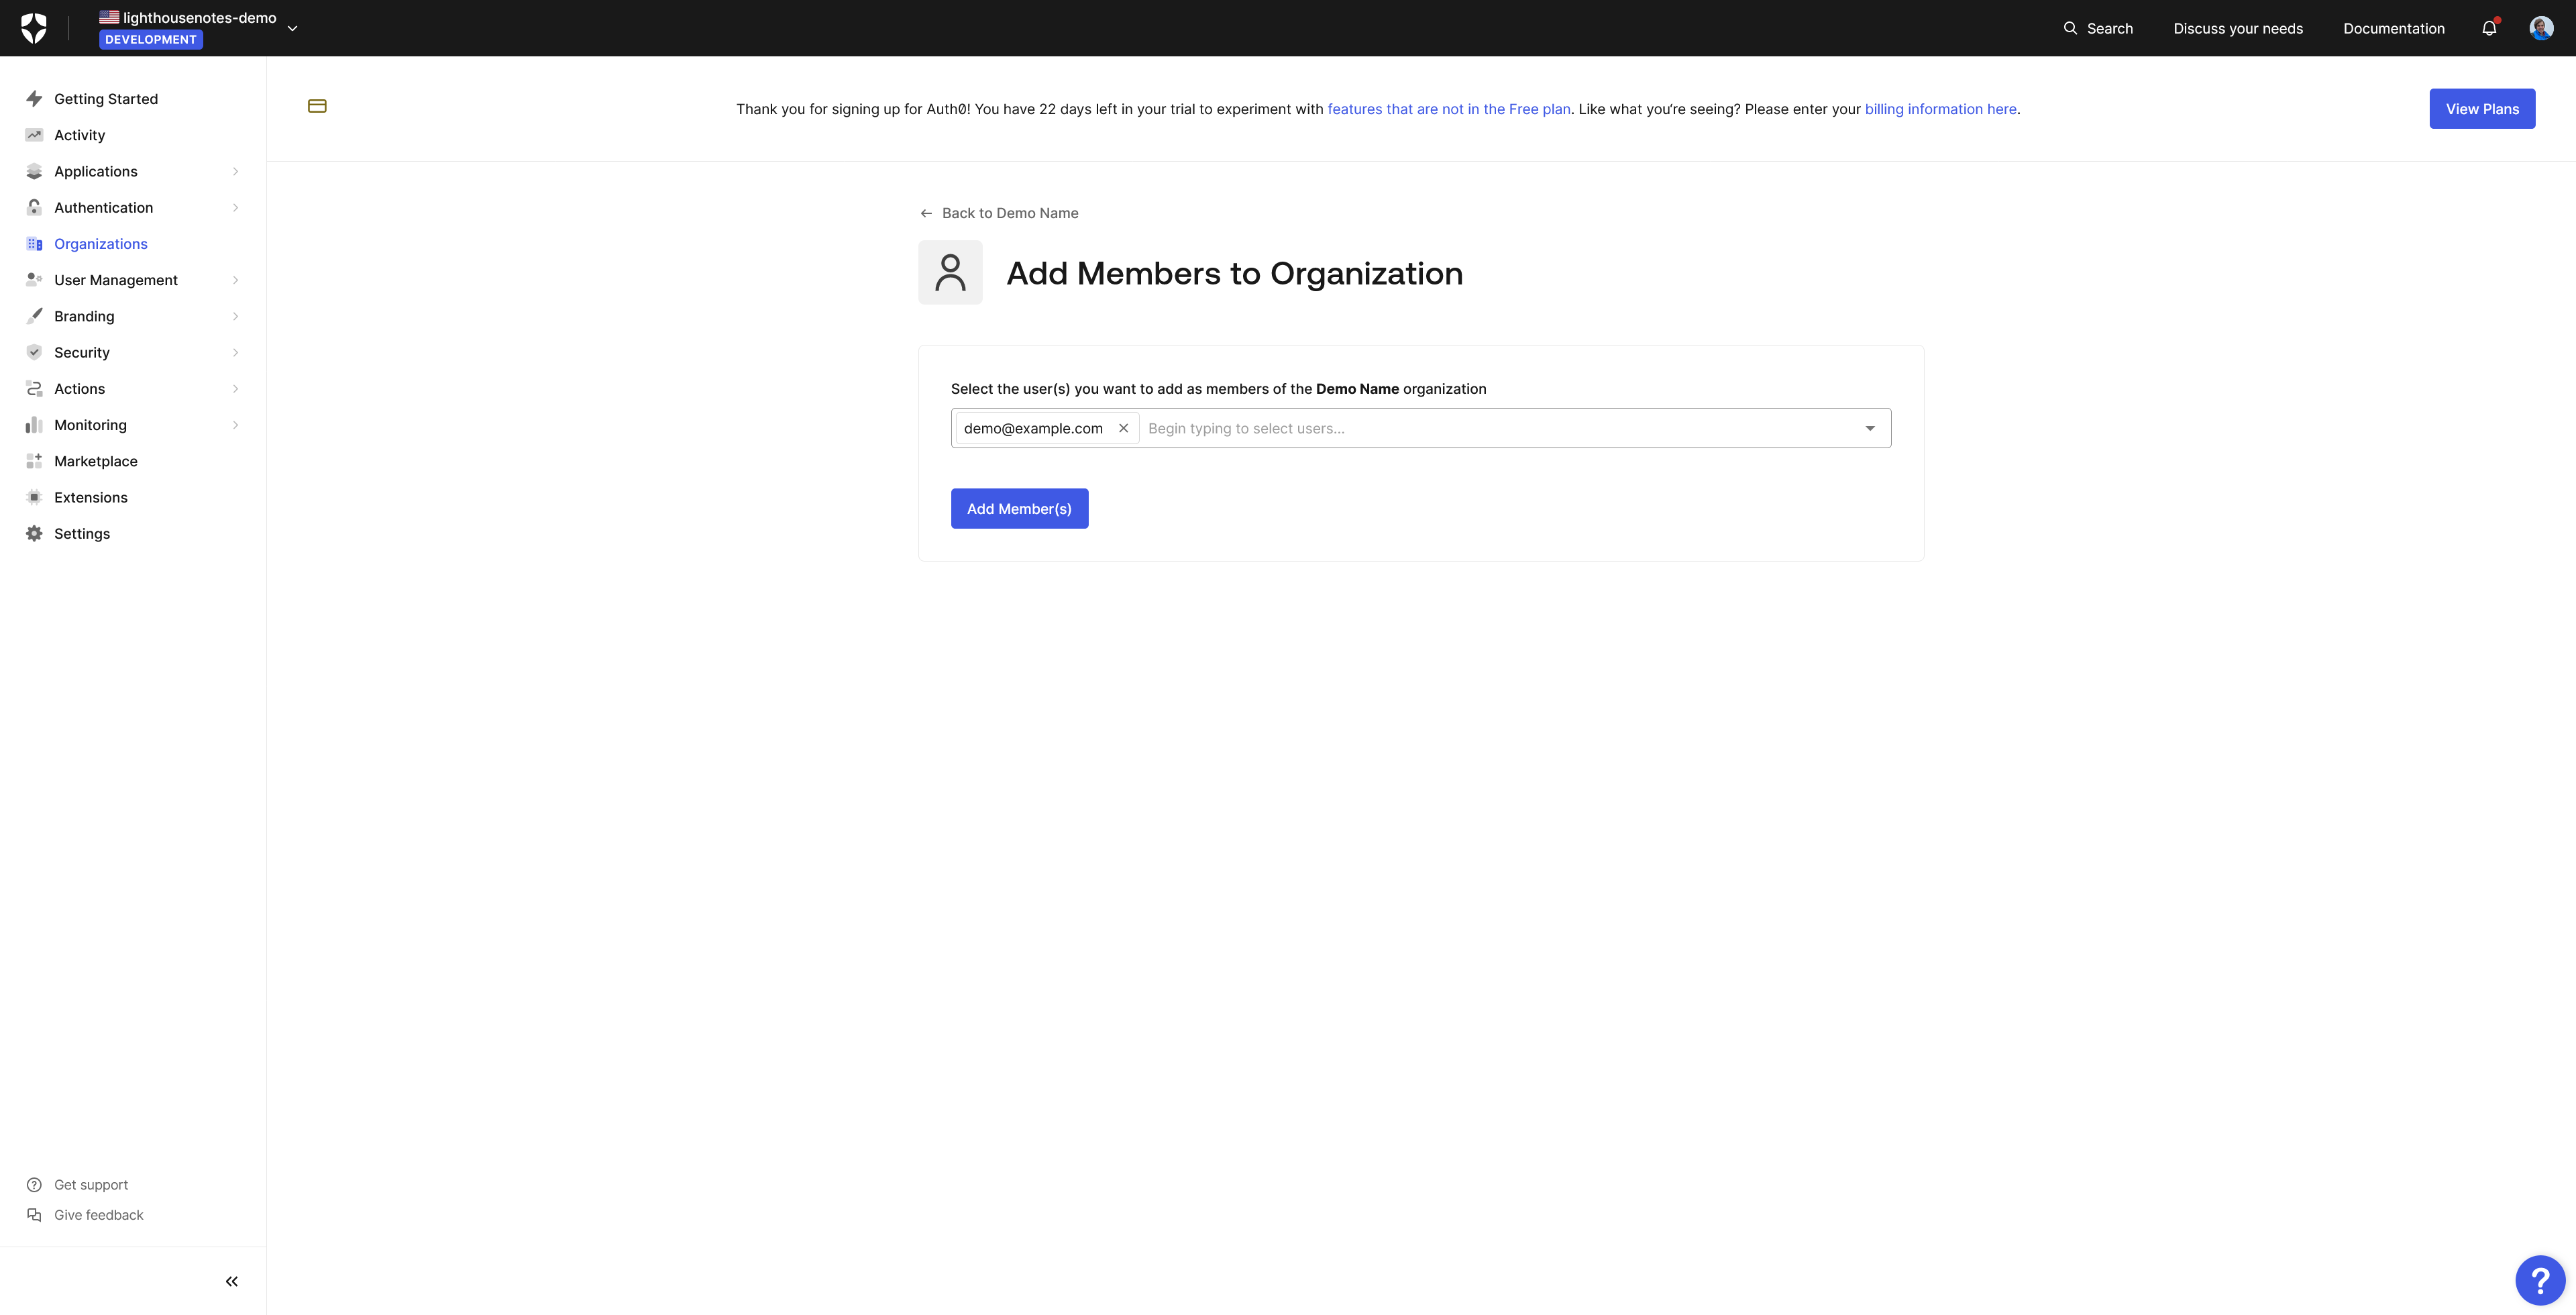 lighthousenotes-demo
DEVELOPMENT
Search
Discuss your needs
Documentation
Getting Started
Activity
Applications
Authentication
Organizations
User Management
Branding
Security
Actions
Monitoring
Marketplace
Extensions
Settings
Get support
Give feedback
Thank you for signing up for Auth0! You have 22 days left in your trial to experiment with features that are not in the Free plan. Like what you're seeing? Please enter your billing information here.
View Plans
Back to Demo Name
Add Members to Organization
Select the user(s) you want to add as members of the Demo Name organization
demo@example.com
Begin typing to select users...
Add Member(s)
?